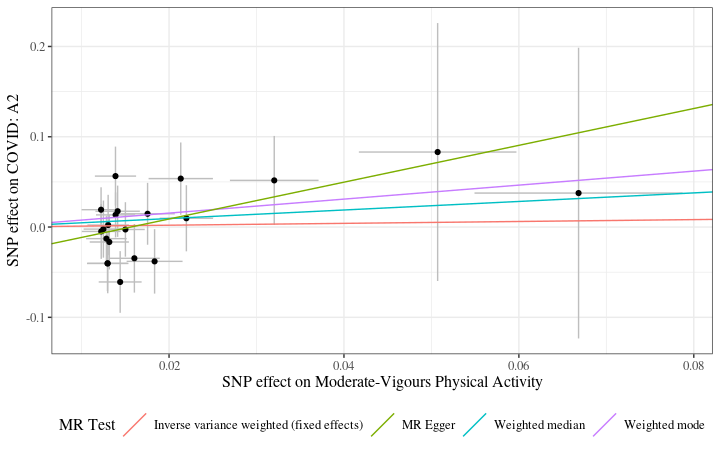 0.2
0.1
0.0
-0.1
SNP effect on COVID: A2
0.02
0.04
0.06
0.08
SNP effect on Moderate-Vigours Physical Activity
MR Test
Inverse variance weighted (fixed effects)
MR Egger
Weighted median
Weighted mode